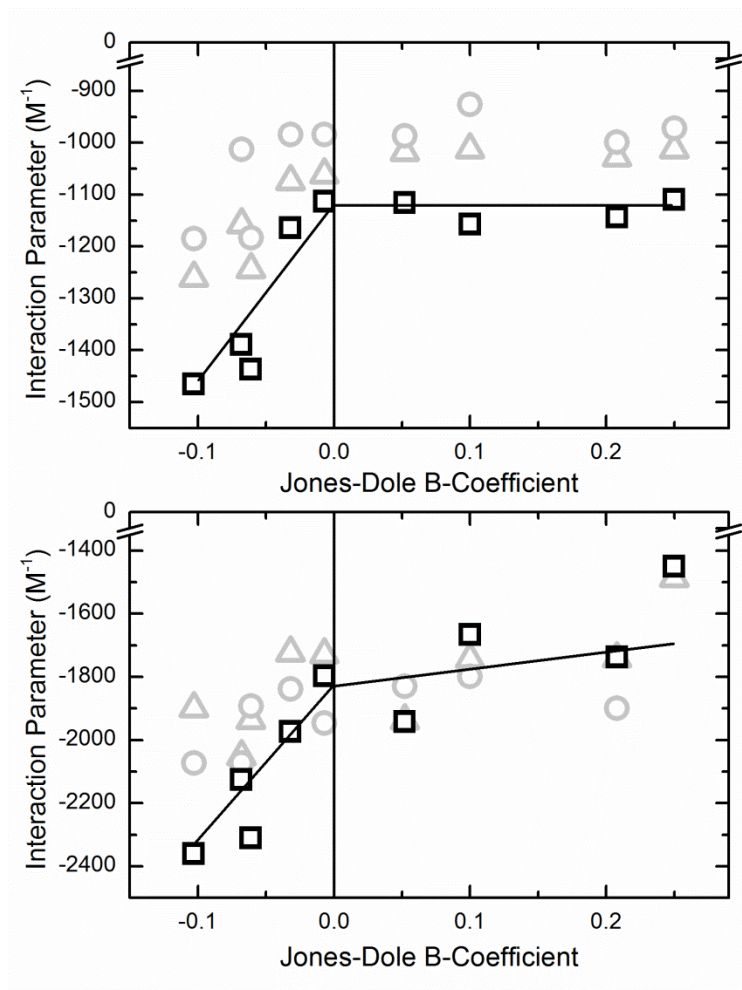 0
-900
-1000
-1100
-1200
-1300
-1400
-1500
Interaction Parameter (M⁻¹)
-0.1 0.0 0.1 0.2
Jones-Dole B-Coefficient
0
-1400
-1600
-1800
-2000
-2200
-2400
Interaction Parameter (M⁻¹)
-0.1 0.0 0.1 0.2
Jones-Dole B-Coefficient